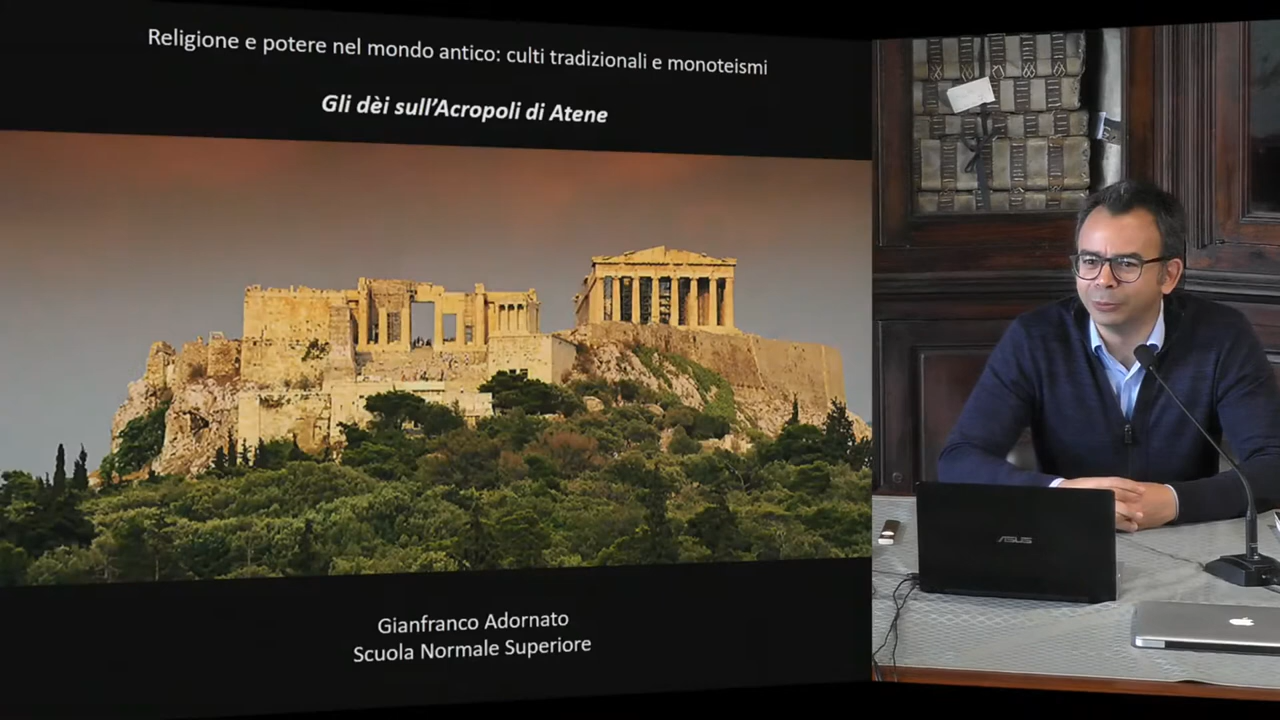 Religione e potere nel mondo antico: culti tradizionali e monoteismi
Gli dèi sull'Acropoli di Atene
Gianfranco Adornato
Scuola Normale Superiore
ASUS